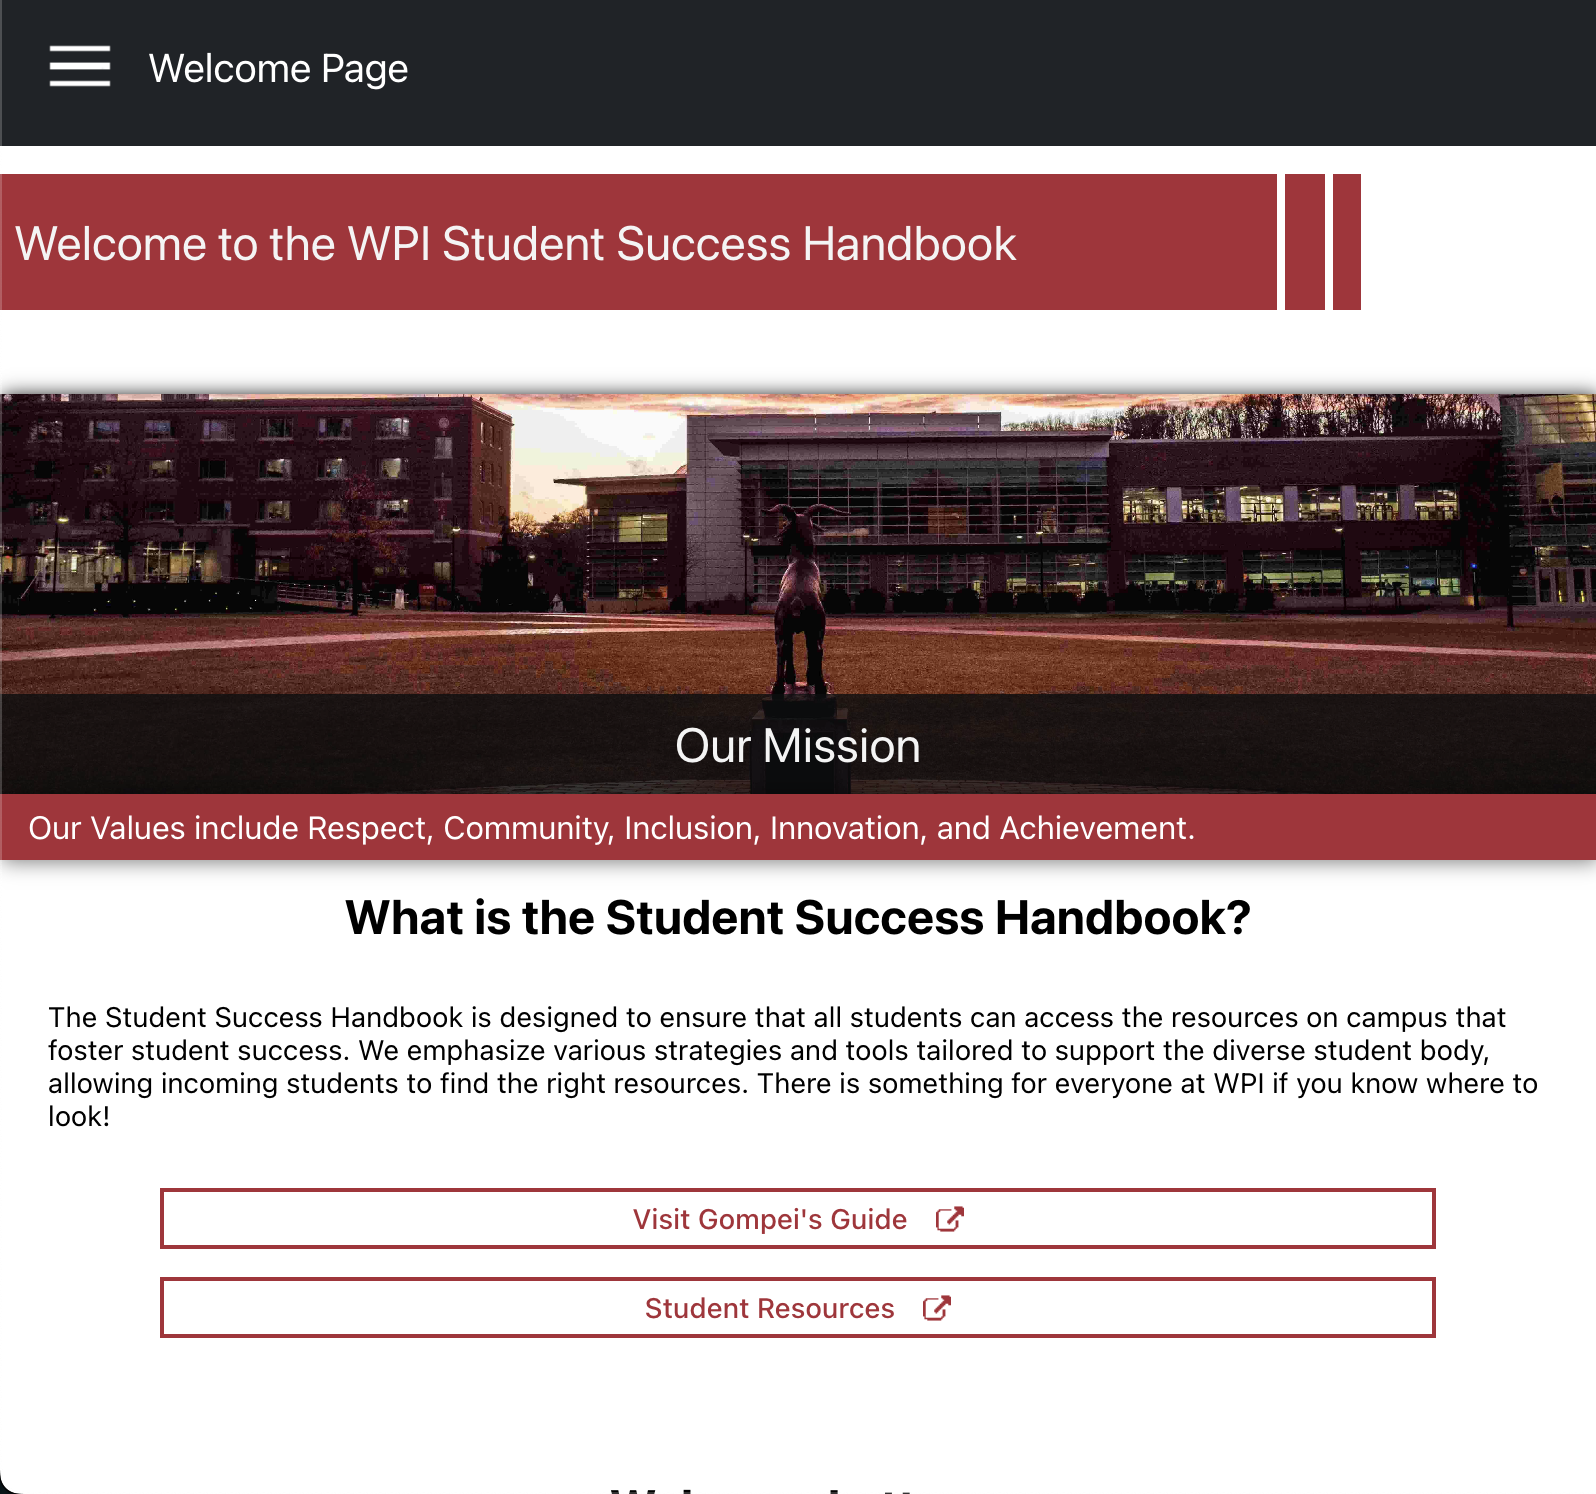 Welcome Page
Welcome to the WPI Student Success Handbook
Our Mission
Our Values include Respect, Community, Inclusion, Innovation, and Achievement.
What is the Student Success Handbook?
The Student Success Handbook is designed to ensure that all students can access the resources on campus that
foster student success. We emphasize various strategies and tools tailored to support the diverse student body,
allowing incoming students to find the right resources. There is something for everyone at WPI if you know where to
look!
Visit Gompei's Guide
Student Resources